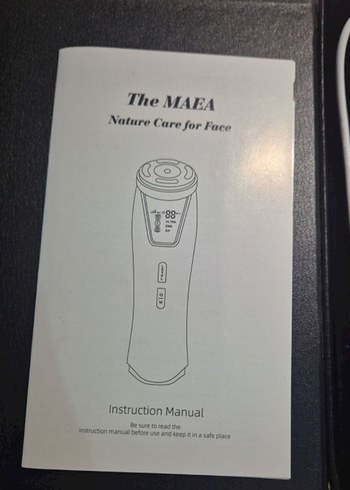 The MAEA
Nature Care for Face
88
Instruction Manual
Be sure to read the
instruction manual before use and keep it in a safe place